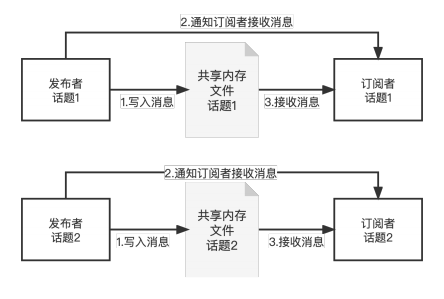 2.通知订阅者接收消息
发布者
话题1
1.写入消息
共享内存
文件
话题1
3.接收消息
订阅者
话题1
2.通知订阅者接收消息
发布者
话题2
1.写入消息
共享内存
文件
话题2
3.接收消息
订阅者
话题2